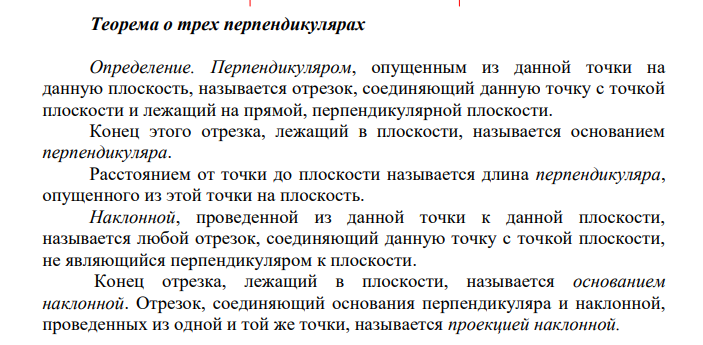 Теорема о трех перпендикулярах
Определение. Перпендикуляром, опущенным из данной точки на
данную плоскость, называется отрезок, соединяющий данную точку с точкой
плоскости и лежащий на прямой, перпендикулярной плоскости.
Конец этого отрезка, лежащий в плоскости, называется основанием
перпендикуляра.
Расстоянием от точки до плоскости называется длина перпендикуляра,
опущенного из этой точки на плоскость.
Наклонной, проведенной из данной точки к данной плоскости,
называется любой отрезок, соединяющий данную точку с точкой плоскости,
не являющийся перпендикуляром к плоскости.
Конец отрезка, лежащий в плоскости, называется основанием
наклонной. Отрезок, соединяющий основания перпендикуляра и наклонной,
проведенных из одной и той же точки, называется проекцией наклонной.